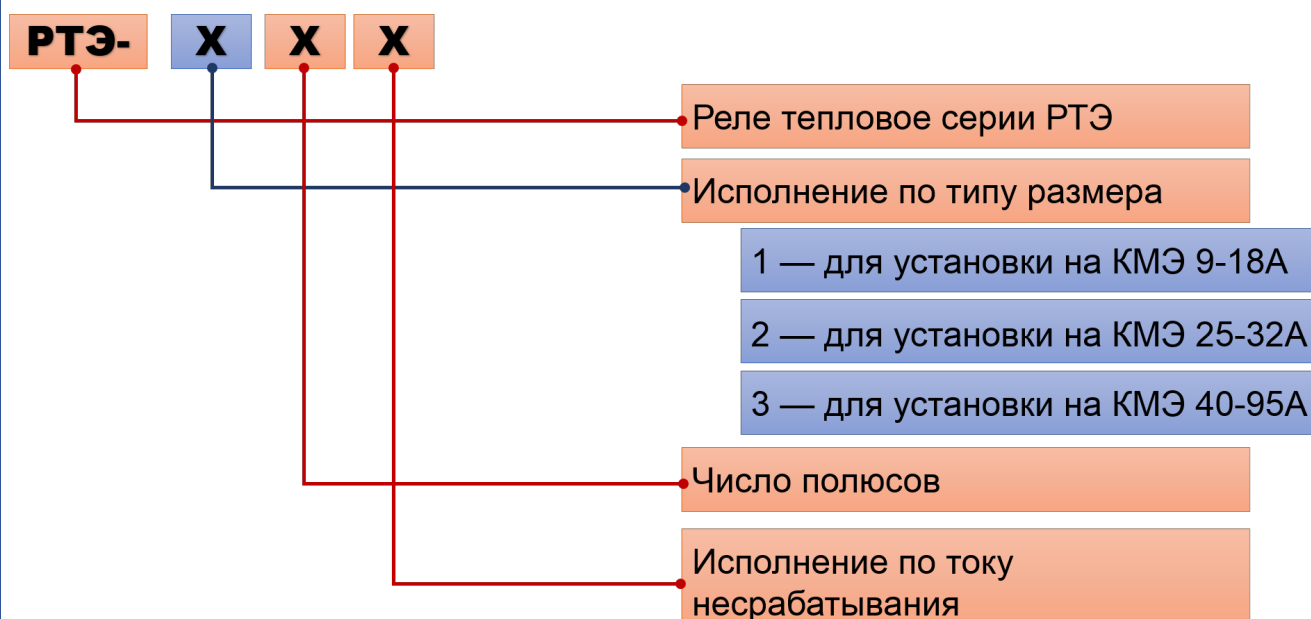 РТЭ- X X X
Реле тепловое серии РТЭ
Исполнение по типу размера
1 — для установки на КМЭ 9-18А
2 — для установки на КМЭ 25-32А
3 — для установки на КМЭ 40-95А
Число полюсов
Исполнение по току
несрабатывания